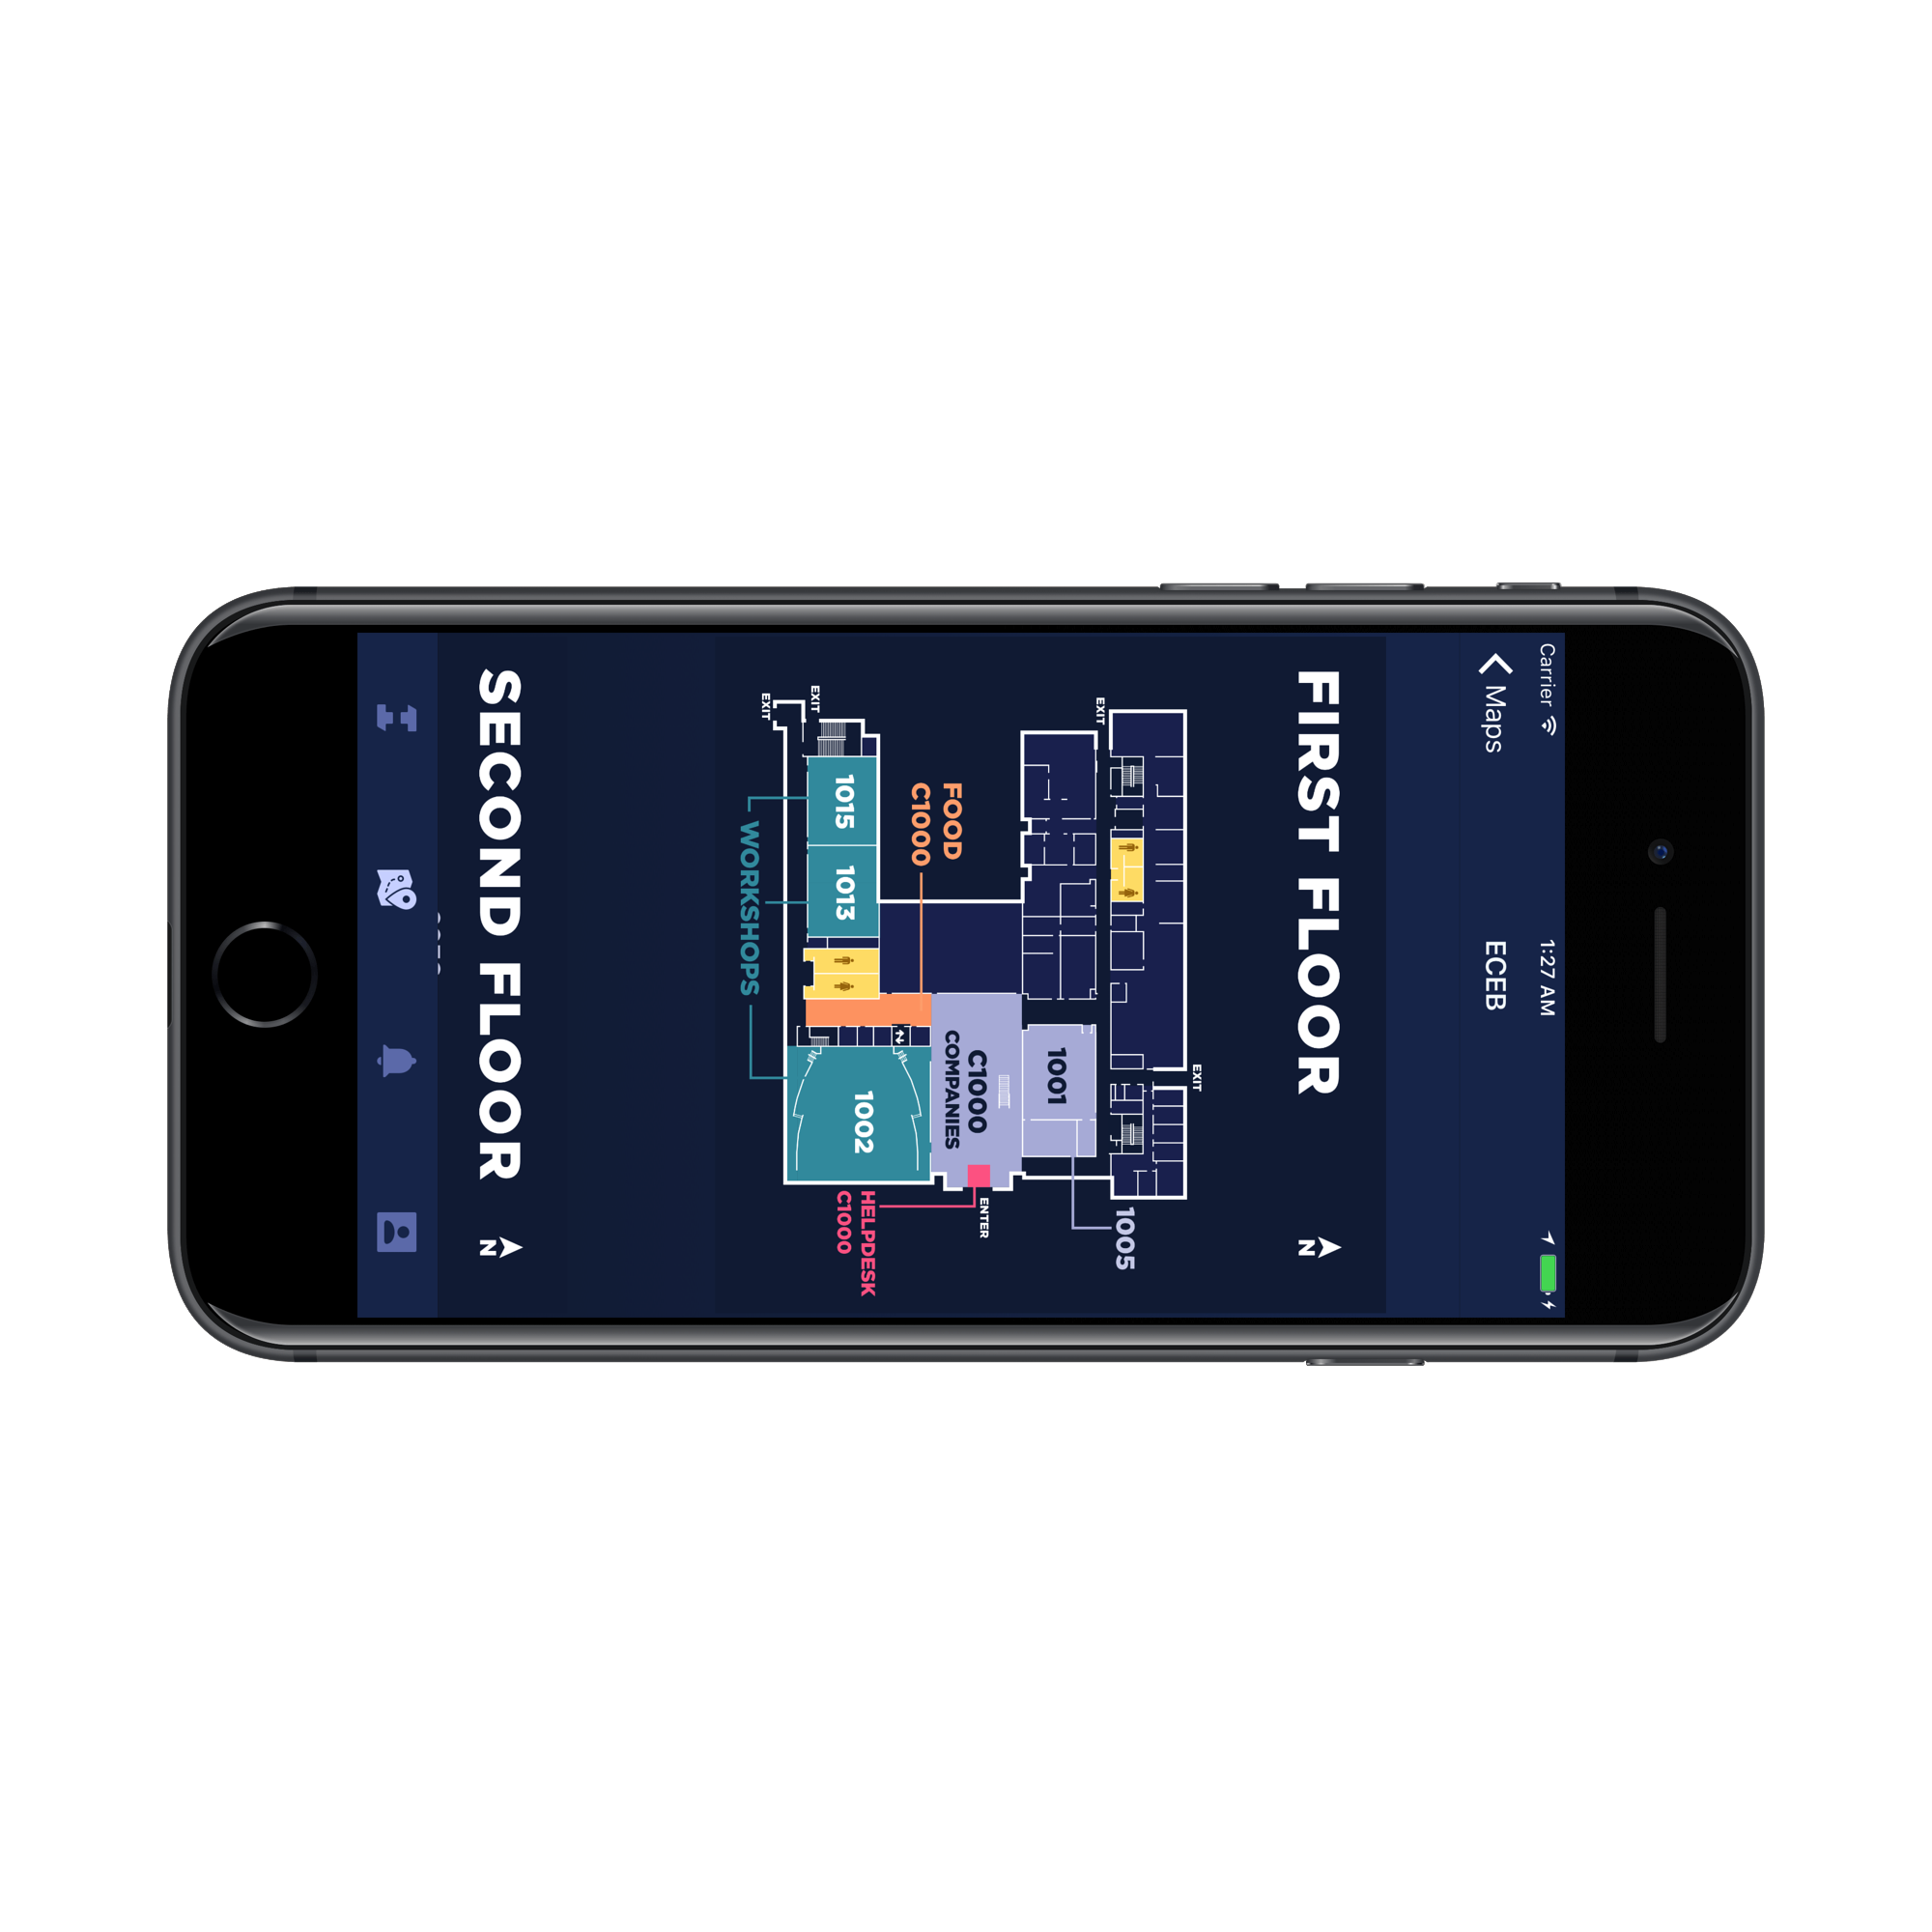 Carrier
1:27 AM
Maps
ECEB
FIRST FLOOR
N
EXIT
EXIT
1005
1001
ENTER
C1000
COMPANIES
FOOD
C1000
HELPDESK
C1000
1002
1015
1013
EXIT
EXIT
WORKSHOPS
SECOND FLOOR
N